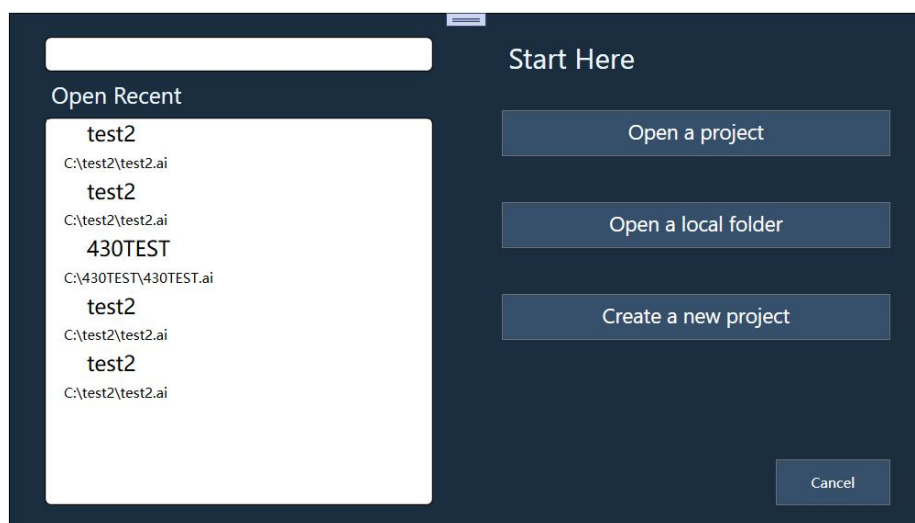 Open Recent
test2
C:\test2\test2.ai
test2
C:\test2\test2.ai
430TEST
C:\430TEST\430TEST.ai
test2
C:\test2\test2.ai
test2
C:\test2\test2.ai
Start Here
Open a project
Open a local folder
Create a new project
Cancel